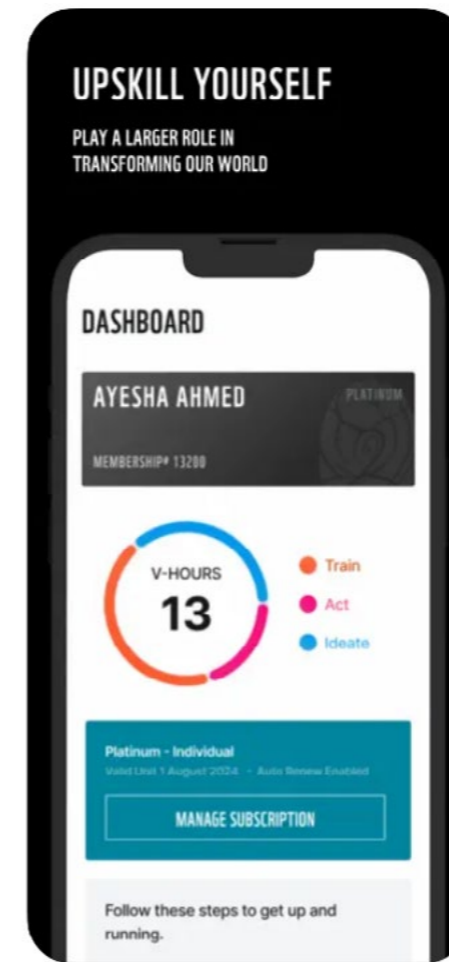 UPSKILL YOURSELF
PLAY A LARGER ROLE IN
TRANSFORMING OUR WORLD
DASHBOARD
AYESHA AHMED
PLATINUM
MEMBERSHIP# 13200
V-HOURS
13
Train
Act
Ideate
Platinum - Individual
Valid Unit 1 August 2024 - Auto Renew Enabled
MANAGE SUBSCRIPTION
Follow these steps to get up and
running.